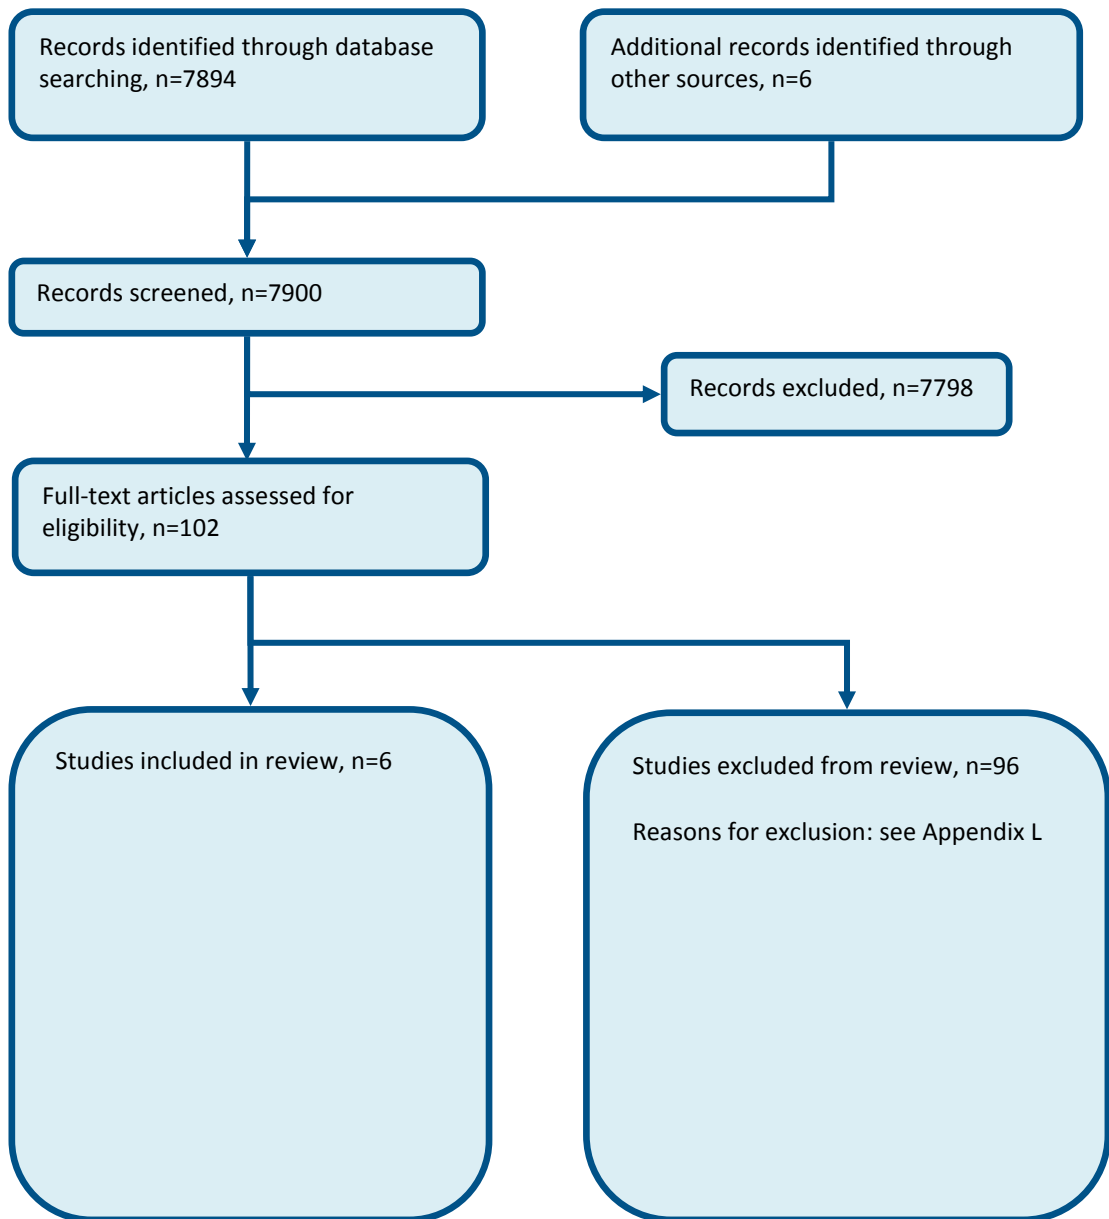 Records identified through database
searching, n=7894
Additional records identified through
other sources, n=6
Records screened, n=7900
Records excluded, n=7798
Full-text articles assessed for
eligibility, n=102
Studies included in review, n=6
Studies excluded from review, n=96
Reasons for exclusion: see Appendix L